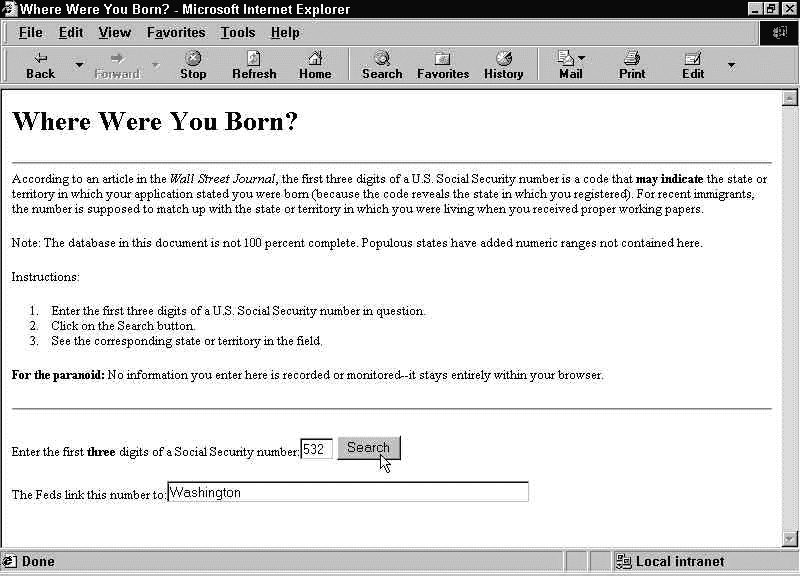 Where Were You Born? - Microsoft Internet Explorer
File Edit View Favorites Tools Help
Back Forward Stop Refresh Home Search Favorites History Mail Print Edit
Where Were You Born?
According to an article in the Wall Street Journal, the first three digits of a U.S. Social Security number is a code that may indicate the state or
territory in which your application stated you were born (because the code reveals the state in which you registered). For recent immigrants,
the number is supposed to match up with the state or territory in which you were living when you received proper working papers.
Note: The database in this document is not 100 percent complete. Populous states have added numeric ranges not contained here.
Instructions:
1. Enter the first three digits of a U.S. Social Security number in question.
2. Click on the Search button.
3. See the corresponding state or territory in the field.
For the paranoid: No information you enter here is recorded or monitored--it stays entirely within your browser.
Enter the first three digits of a Social Security number: 532 Search
The Feds link this number to: Washington
Done Local intranet